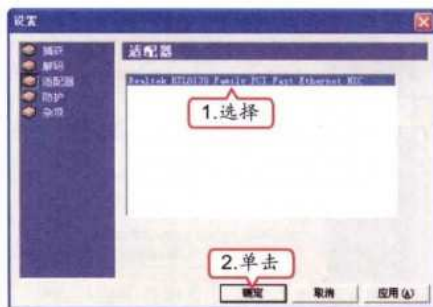 设置
捕获
解码
适配器
防护
杂项
适配器
Realtek RTL8139 Family PCI Fast Ethernet NIC
1.选择
2.单击
确定
取消
应用(A)